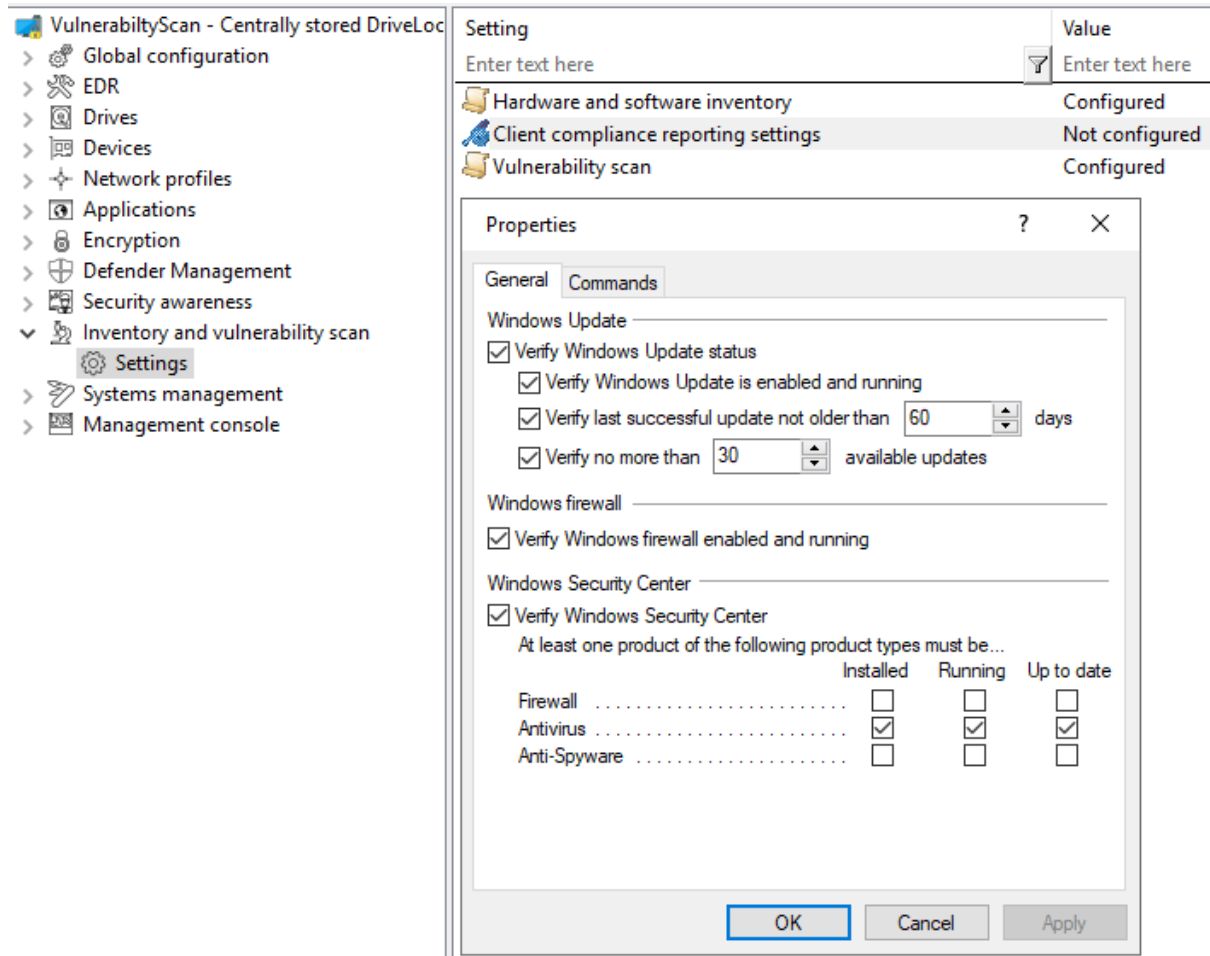 VulnerabiltyScan - Centrally stored DriveLoc
Global configuration
EDR
Drives
Devices
Network profiles
Applications
Encryption
Defender Management
Security awareness
Inventory and vulnerability scan
Settings
Systems management
Management console
Setting Value
Enter text here Enter text here
Hardware and software inventory Configured
Client compliance reporting settings Not configured
Vulnerability scan Configured
Properties ?
General Commands
Windows Update
Verify Windows Update status
Verify Windows Update is enabled and running
Verify last successful update not older than 60 days
Verify no more than 30 available updates
Windows firewall
Verify Windows firewall enabled and running
Windows Security Center
Verify Windows Security Center
At least one product of the following product types must be...
Installed Running Up to date
Firewall
Antivirus
Anti-Spyware
OK Cancel Apply